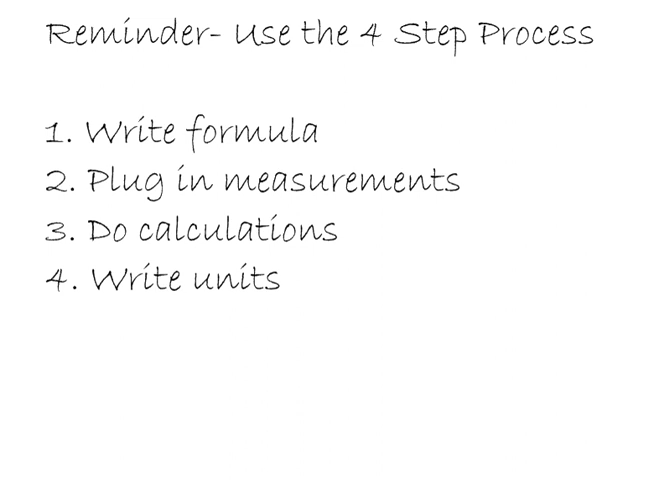 Reminder- Use the 4 Step Process
1. Write formula
2. Plug in measurements
3. Do calculations
4. Write units